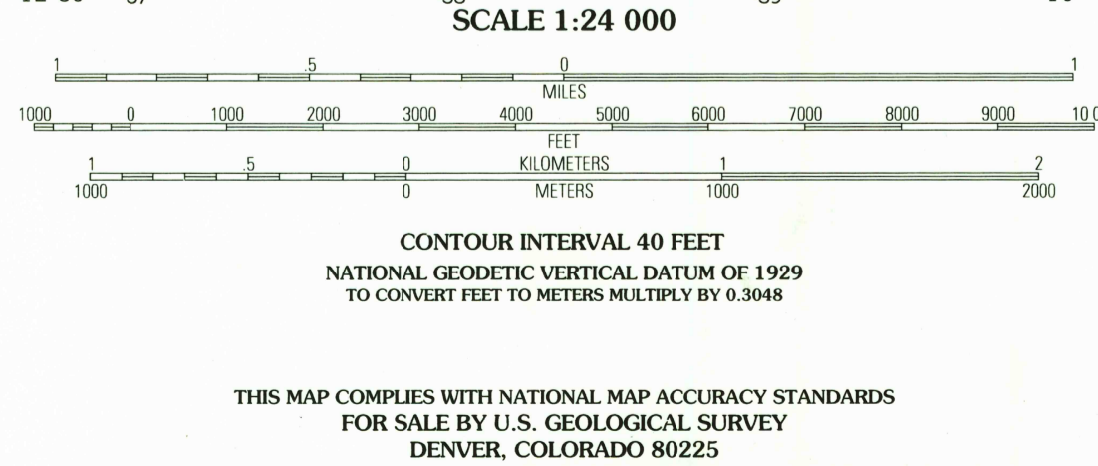 SCALE 1:24 000
1 .5 0 1
MILES
1000 0 1000 2000 3000 4000 5000 6000 7000 8000 9000
FEET
1 .5 0 KILOMETERS 1 2
1000 0 METERS 1000 2000
CONTOUR INTERVAL 40 FEET
NATIONAL GEODETIC VERTICAL DATUM OF 1929
TO CONVERT FEET TO METERS MULTIPLY BY 0.3048
THIS MAP COMPLIES WITH NATIONAL MAP ACCURACY STANDARDS
FOR SALE BY U.S. GEOLOGICAL SURVEY
DENVER, COLORADO 80225